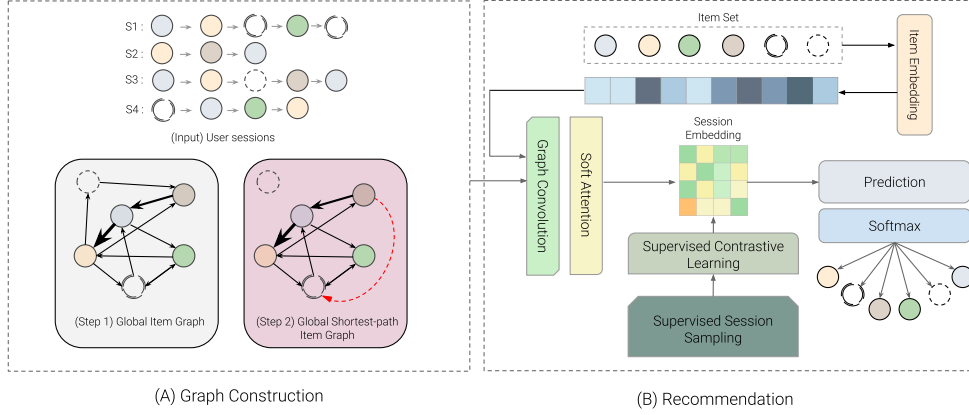 S1 :
S2 :
S3 :
S4 :
(Input) User sessions
(Step 1) Global Item Graph
(Step 2) Global Shortest-path
Item Graph
(A) Graph Construction
Item Set
Item Embedding
Graph Convolution
Soft Attention
Session
Embedding
Supervised Contrastive
Learning
Supervised Session
Sampling
Prediction
Softmax
(B) Recommendation